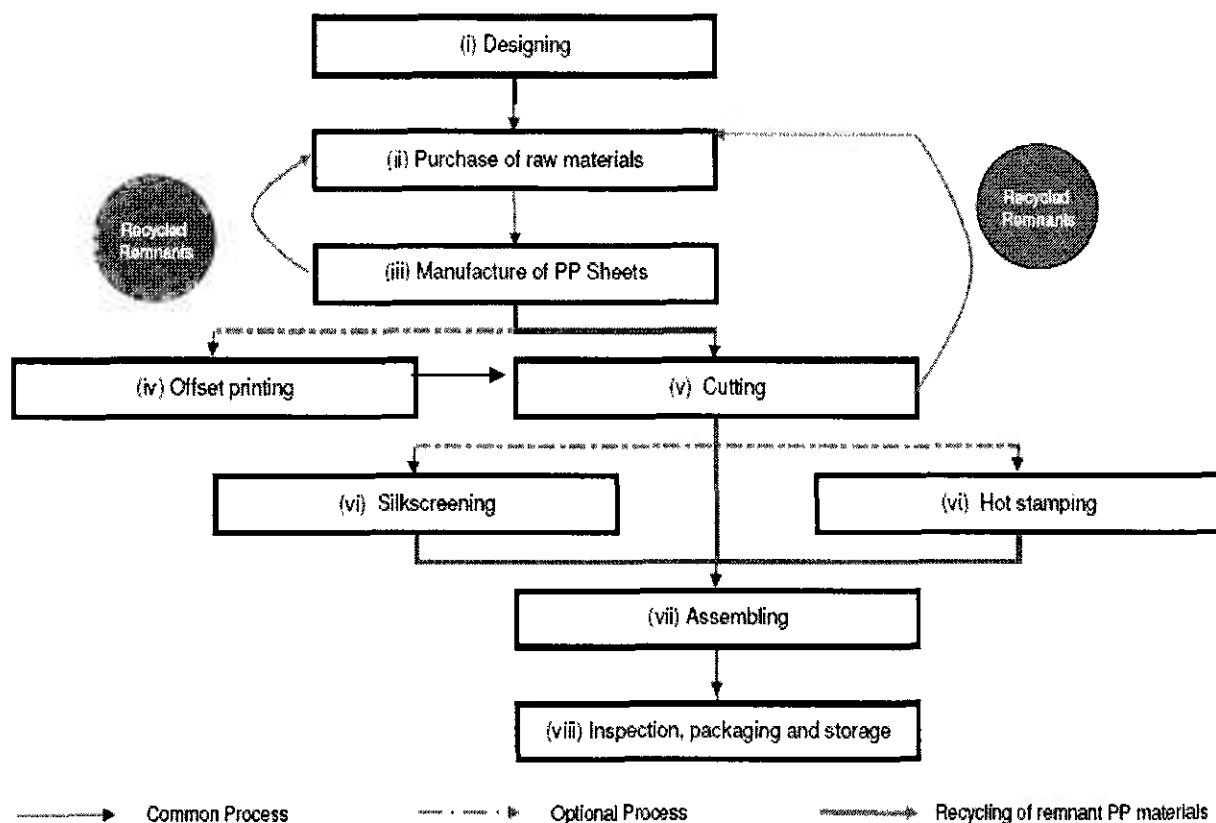 (i) Designing
(ii) Purchase of raw materials
Recycled
Remnants
Recycled
Remnants
(iii) Manufacture of PP Sheets
(iv) Offset printing
(v) Cutting
(vi) Silkscreening
(vi) Hot stamping
(vii) Assembling
(viii) Inspection, packaging and storage
Common Process
Optional Process
Recycling of remnant PP materials